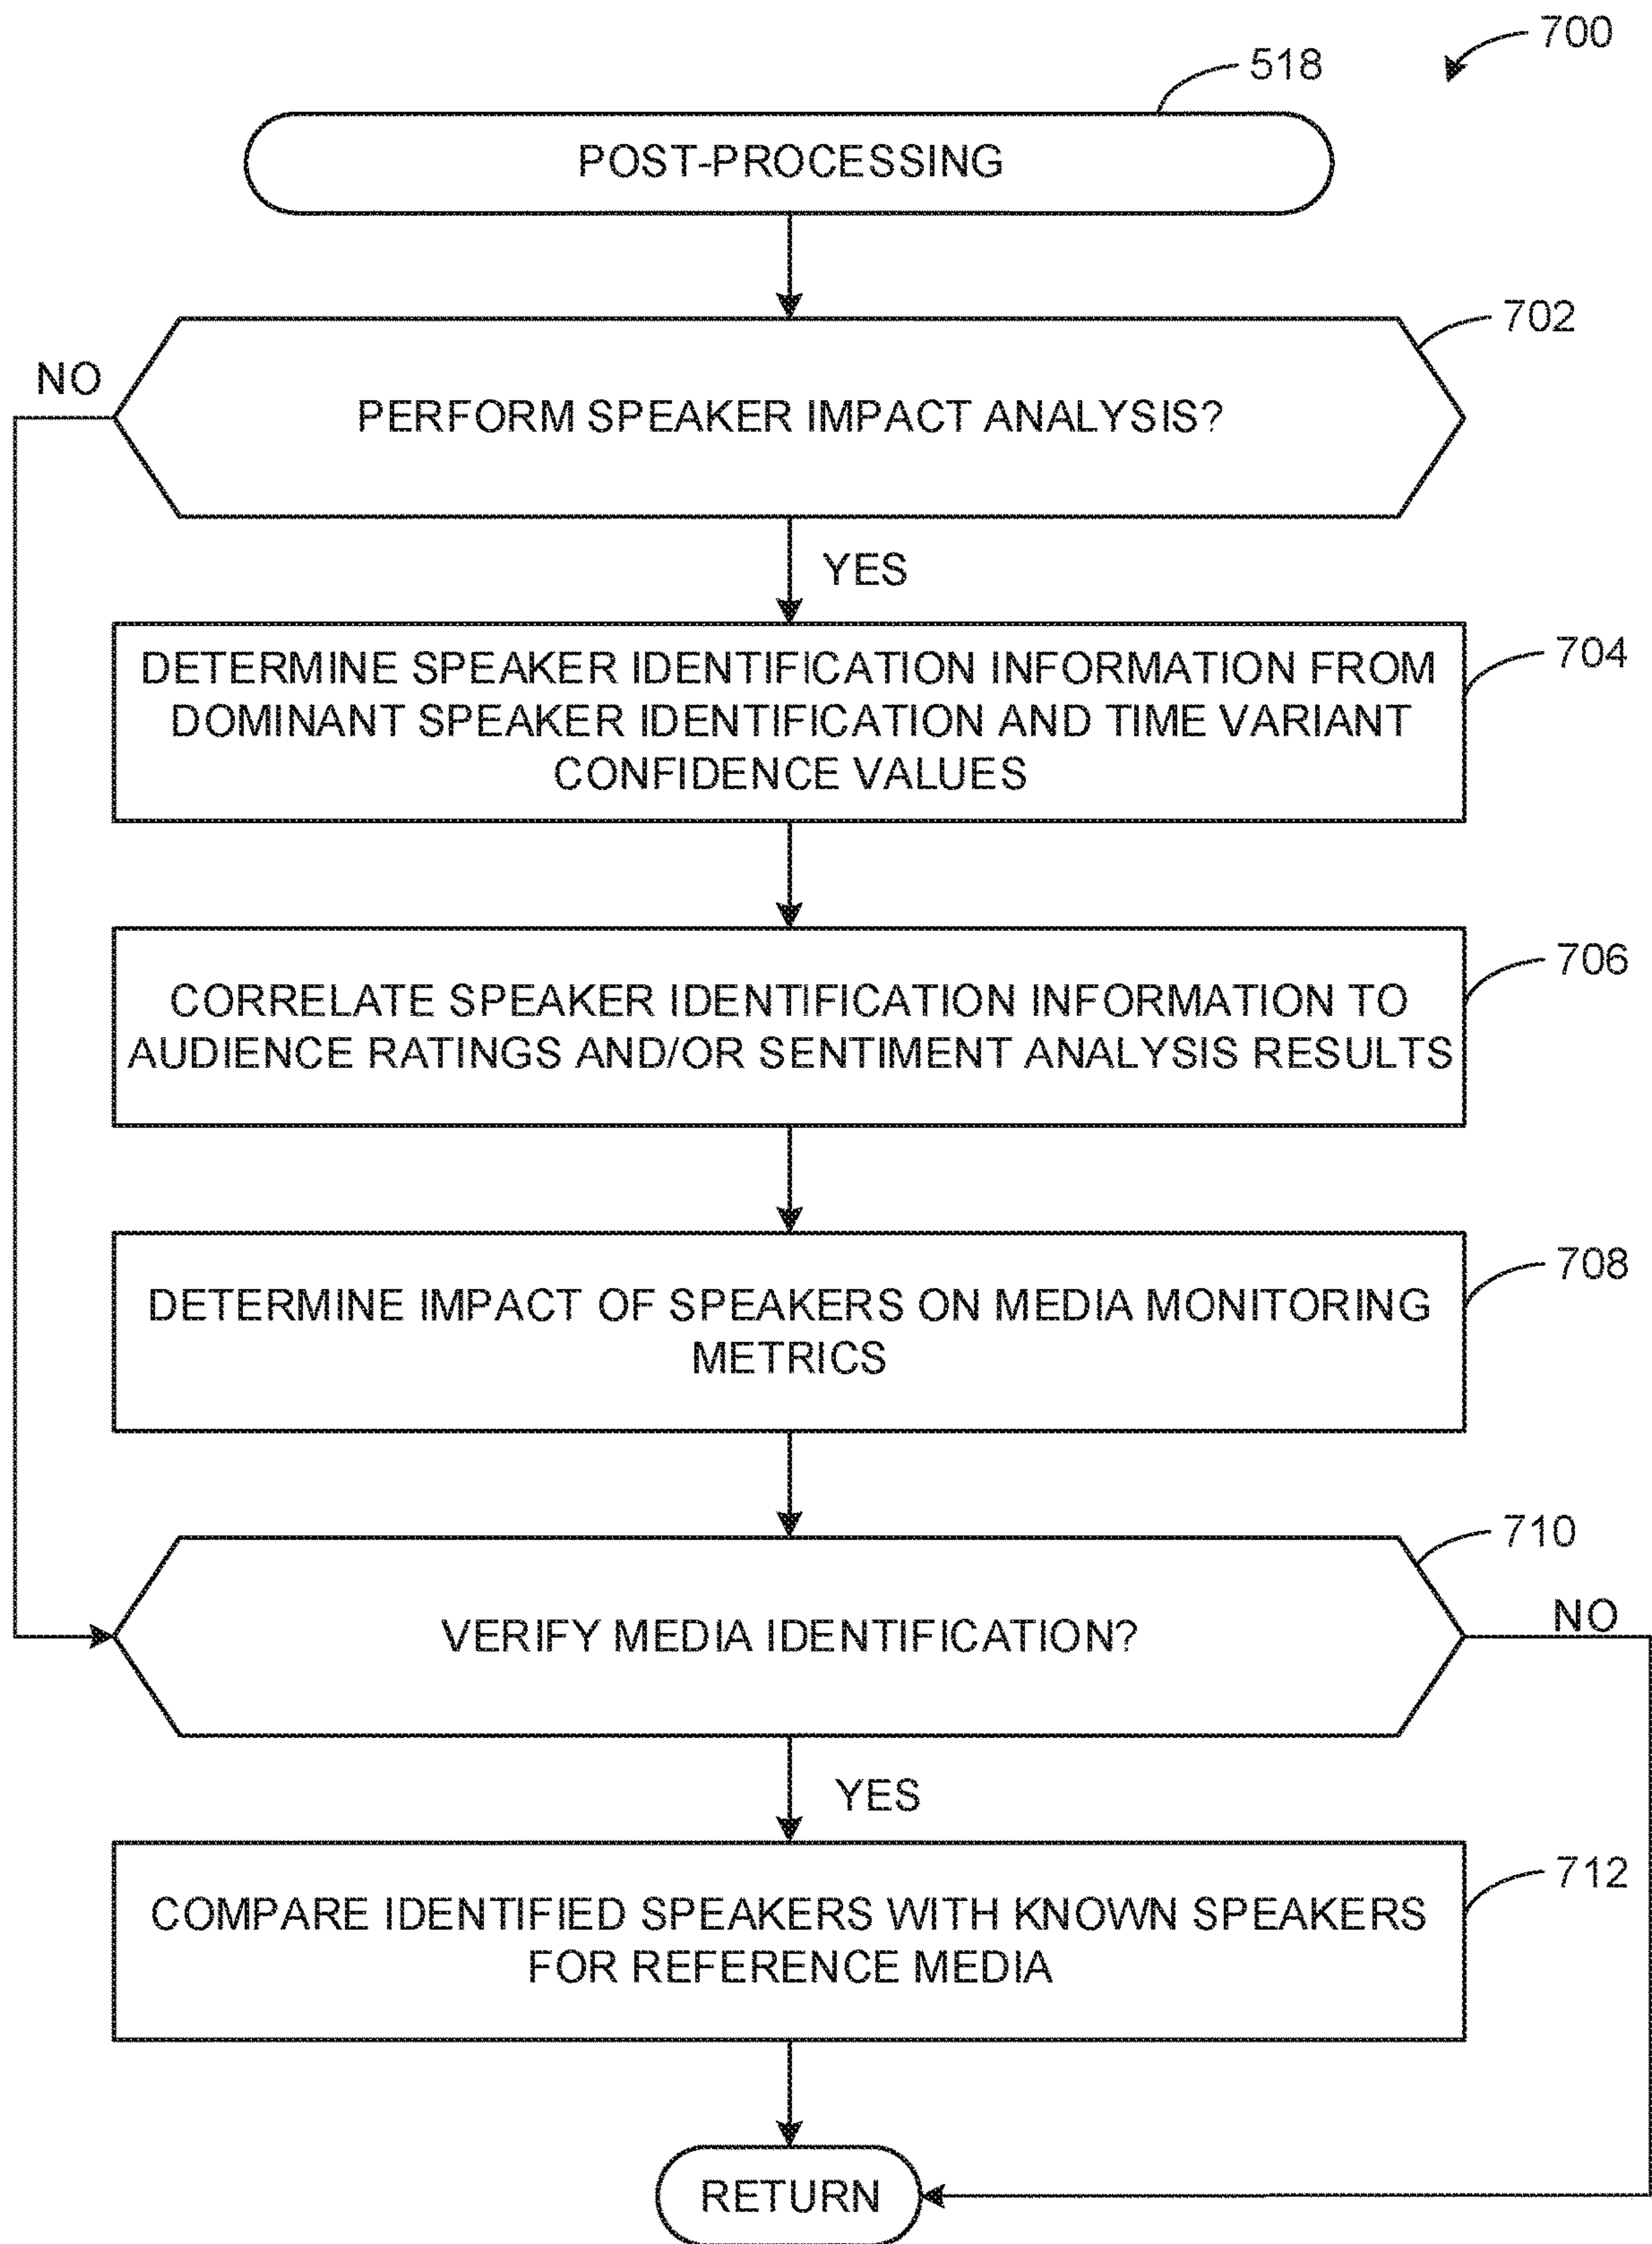 700
518
POST-PROCESSING
702
NO
PERFORM SPEAKER IMPACT ANALYSIS?
YES
704
DETERMINE SPEAKER IDENTIFICATION INFORMATION FROM
DOMINANT SPEAKER IDENTIFICATION AND TIME VARIANT
CONFIDENCE VALUES
706
CORRELATE SPEAKER IDENTIFICATION INFORMATION TO
AUDIENCE RATINGS AND/OR SENTIMENT ANALYSIS RESULTS
708
DETERMINE IMPACT OF SPEAKERS ON MEDIA MONITORING
METRICS
710
VERIFY MEDIA IDENTIFICATION?
NO
YES
712
COMPARE IDENTIFIED SPEAKERS WITH KNOWN SPEAKERS
FOR REFERENCE MEDIA
RETURN